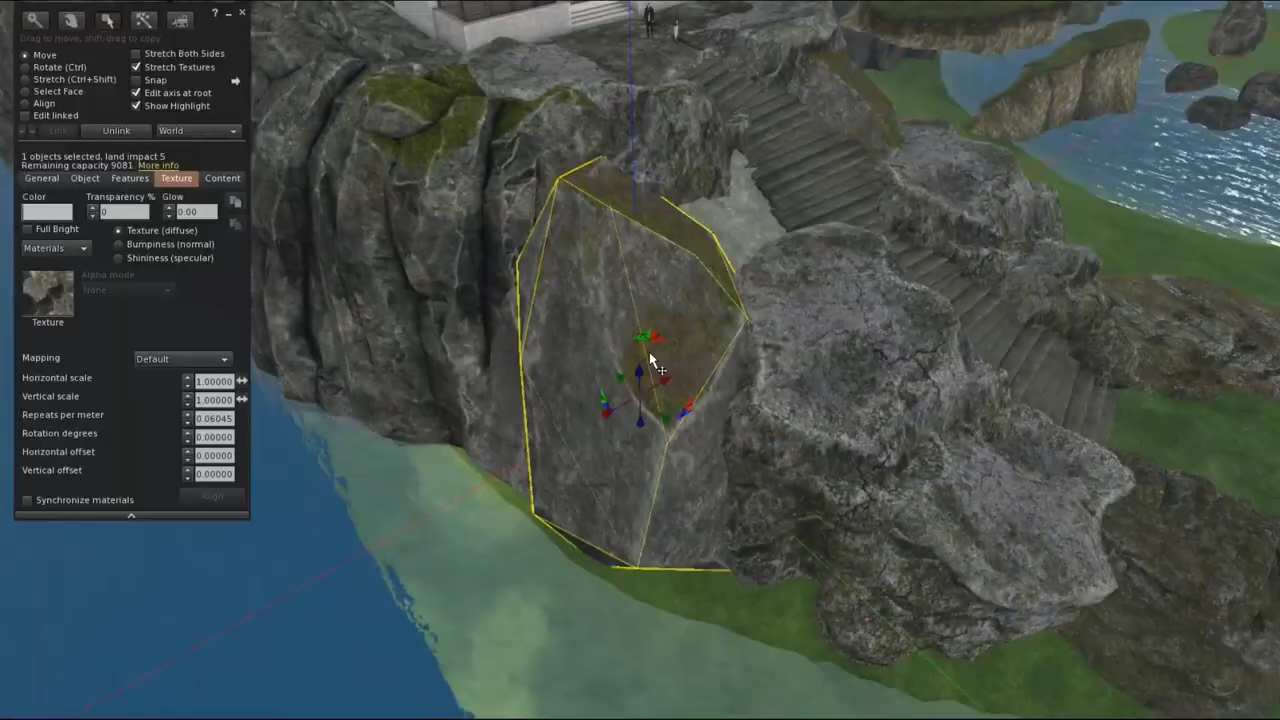 Drag to move, shift-drag to copy
Move
Rotate (Ctrl)
Stretch (Ctrl+Shift)
Select Face
Align
Edit linked
Stretch Both Sides
Stretch Textures
Snap
Edit axis at root
Show Highlight
Link
Unlink
World
1 objects selected, land impact 5
Remaining capacity 9081. More info
General Object Features Texture Content
Color Transparency % Glow
0 0.00
Full Bright
Materials
Texture (diffuse)
Bumpiness (normal)
Shininess (specular)
Alpha mode
None
Texture
Mapping Default
Horizontal scale 1.00000
Vertical scale 1.00000
Repeats per meter 0.06045
Rotation degrees 0.00000
Horizontal offset 0.00000
Vertical offset 0.00000
Synchronize materials Align